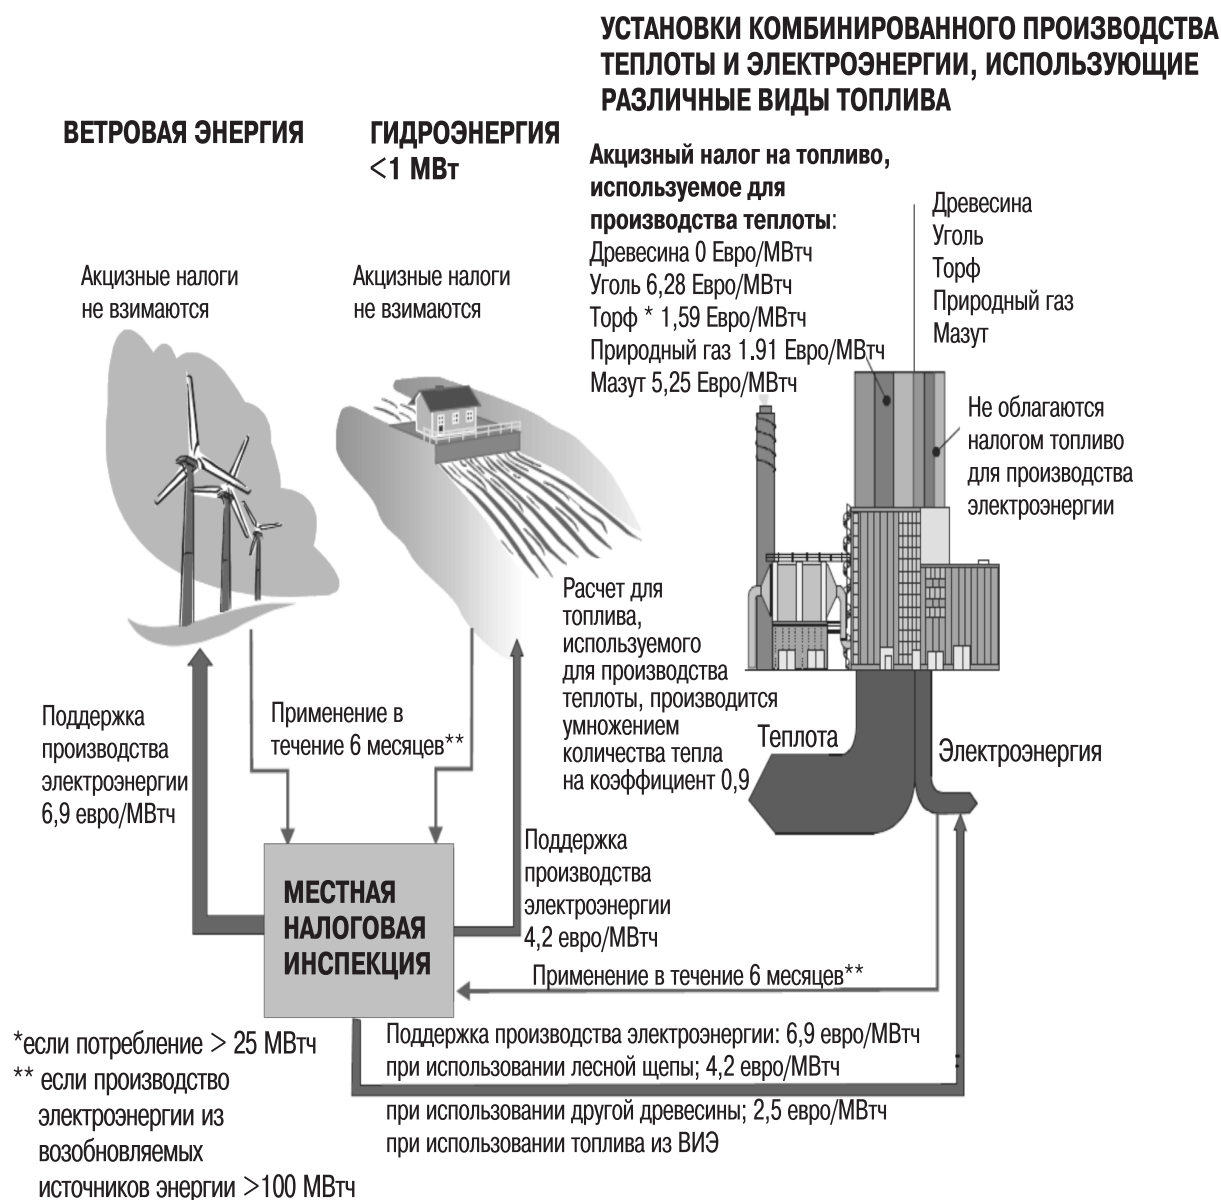 УСТАНОВКИ КОМБИНИРОВАННОГО ПРОИЗВОДСТВА
ТЕПЛОТЫ И ЭЛЕКТРОЭНЕРГИИ, ИСПОЛЬЗУЮЩИЕ
РАЗЛИЧНЫЕ ВИДЫ ТОПЛИВА
ВЕТРОВАЯ ЭНЕРГИЯ
ГИДРОЭНЕРГИЯ
<1 МВт
Акцизный налог на топливо,
используемое для
производства теплоты:
Древесина 0 Евро/МВтч
Уголь 6,28 Евро/МВтч
Торф * 1,59 Евро/МВтч
Природный газ 1.91 Евро/МВтч
Мазут 5,25 Евро/МВтч
Древесина
Уголь
Торф
Природный газ
Мазут
Акцизные налоги
не взимаются
Акцизные налоги
не взимаются
Не облагаются
налогом топливо
для производства
электроэнергии
Расчет для
топлива,
используемого
для производства
теплоты, производится
умножением
количества тепла
на коэффициент 0,9
Поддержка
производства
электроэнергии
6,9 евро/МВтч
Применение в
течение 6 месяцев**
Теплота
Электроэнергия
Поддержка
производства
электроэнергии
4,2 евро/МВтч
МЕСТНАЯ
НАЛОГОВАЯ
ИНСПЕКЦИЯ
Применение в течение 6 месяцев**
Поддержка производства электроэнергии: 6,9 евро/МВтч
при использовании лесной щепы; 4,2 евро/МВтч
при использовании другой древесины; 2,5 евро/МВтч
при использовании топлива из ВИЭ
*если потребление > 25 МВтч
** если производство
электроэнергии из
возобновляемых
источников энергии >100 МВтч